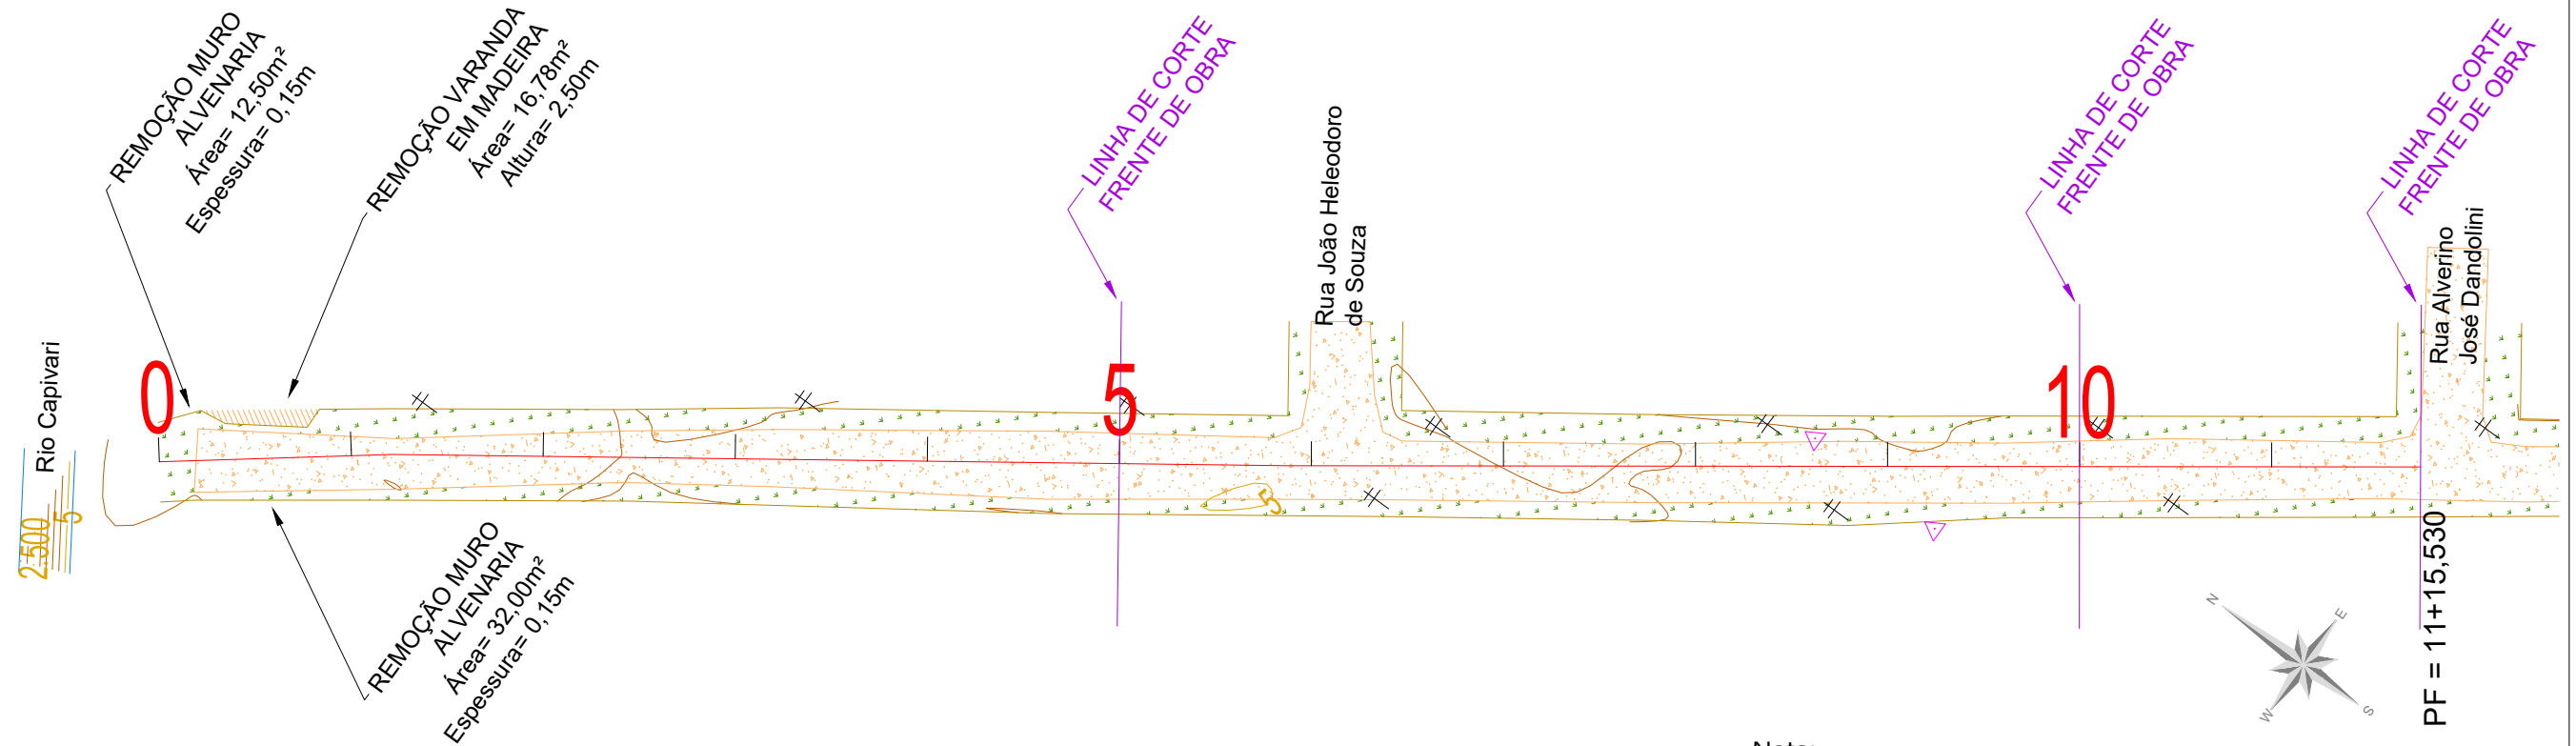 REMOÇÃO MURO
ALVENARIA
Área= 12,50m²
Espessura= 0,15m
REMOÇÃO VARANDA
EM MADEIRA
Área= 16,78m²
Altura= 2,50m
LINHA DE CORTE
FRENTE DE OBRA
Rua João Heleodoro
de Souza
LINHA DE CORTE
FRENTE DE OBRA
LINHA DE CORTE
FRENTE DE OBRA
Rua Alverino
José Dandolini
Rio Capivari
0
5
10
2.500
5
5
REMOÇÃO MURO
ALVENARIA
Área= 32,00m²
Espessura= 0,15m
PF = 11+15,530
N
E
W
S